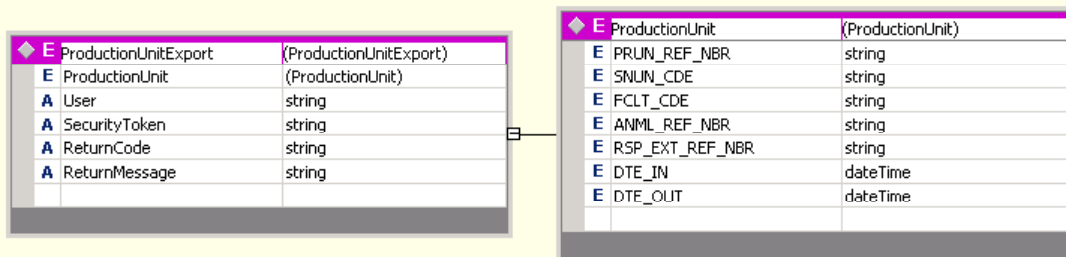 E ProductionUnitExport (ProductionUnitExport)
E ProductionUnit (ProductionUnit)
A User string
A SecurityToken string
A ReturnCode string
A ReturnMessage string
E ProductionUnit (ProductionUnit)
E PRUN_REF_NBR string
E SNUN_CDE string
E FCLT_CDE string
E ANML_REF_NBR string
E RSP_EXT_REF_NBR string
E DTE_IN dateTime
E DTE_OUT dateTime